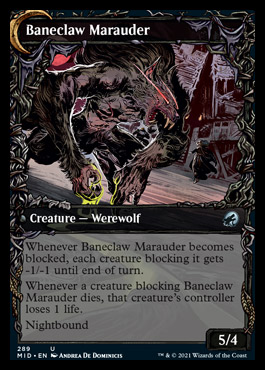 Baneclaw Marauder
Creature — Werewolf
Whenever Baneclaw Marauder becomes
blocked, each creature blocking it gets
-1/-1 until end of turn.
Whenever a creature blocking Baneclaw
Marauder dies, that creature's controller
loses 1 life.
Nightbound
5/4
289 U
MID • EN Andrea De Dominicis ™ & © 2021 Wizards of the Coast